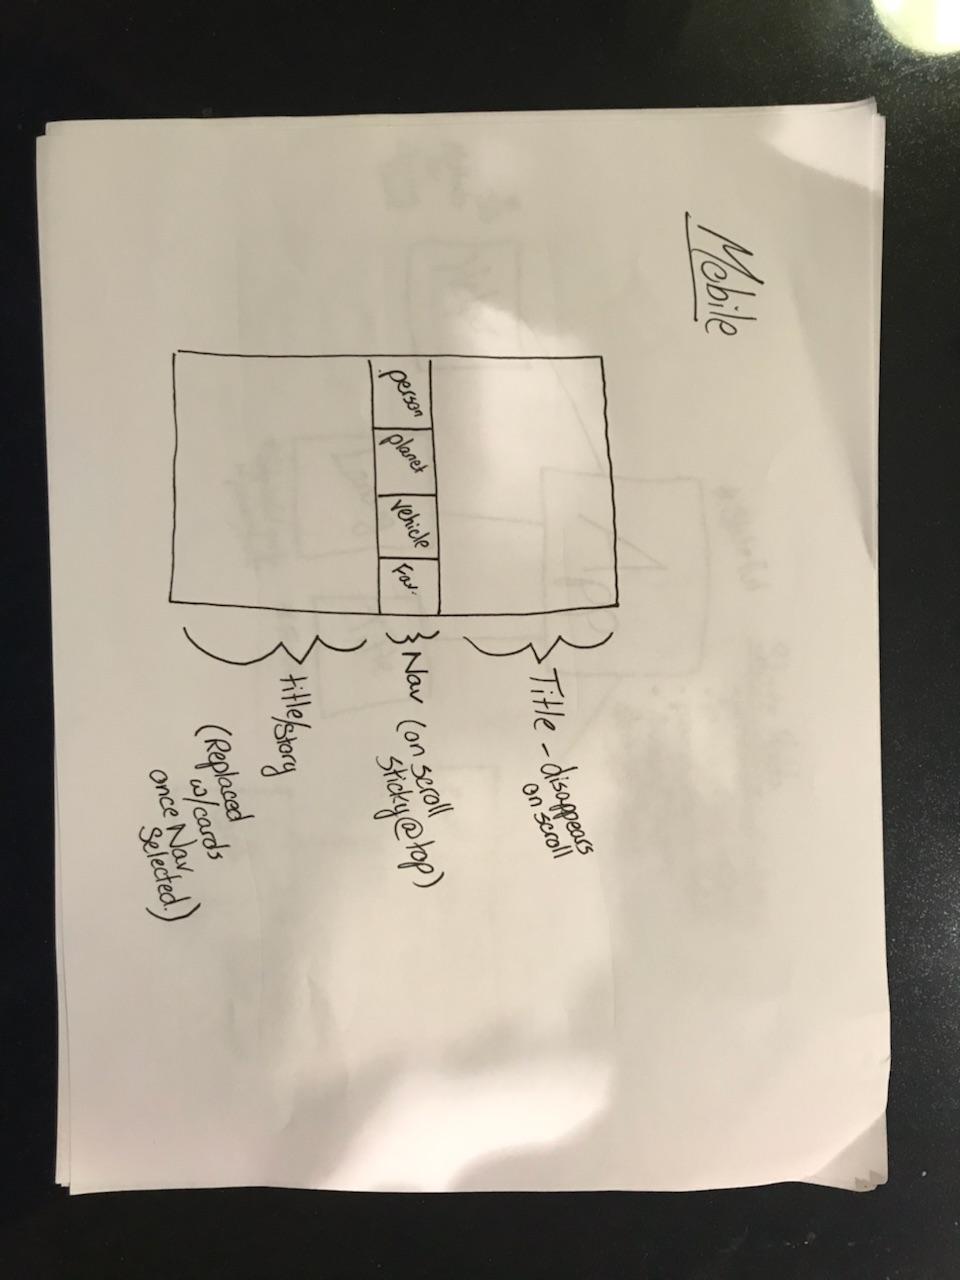 Mobile
Title - disappears
on scroll
person
planet
vehicle
fav.
Nav (on scroll
sticky@top)
title/story
(Replaced
w/cards
once Nav
selected.)